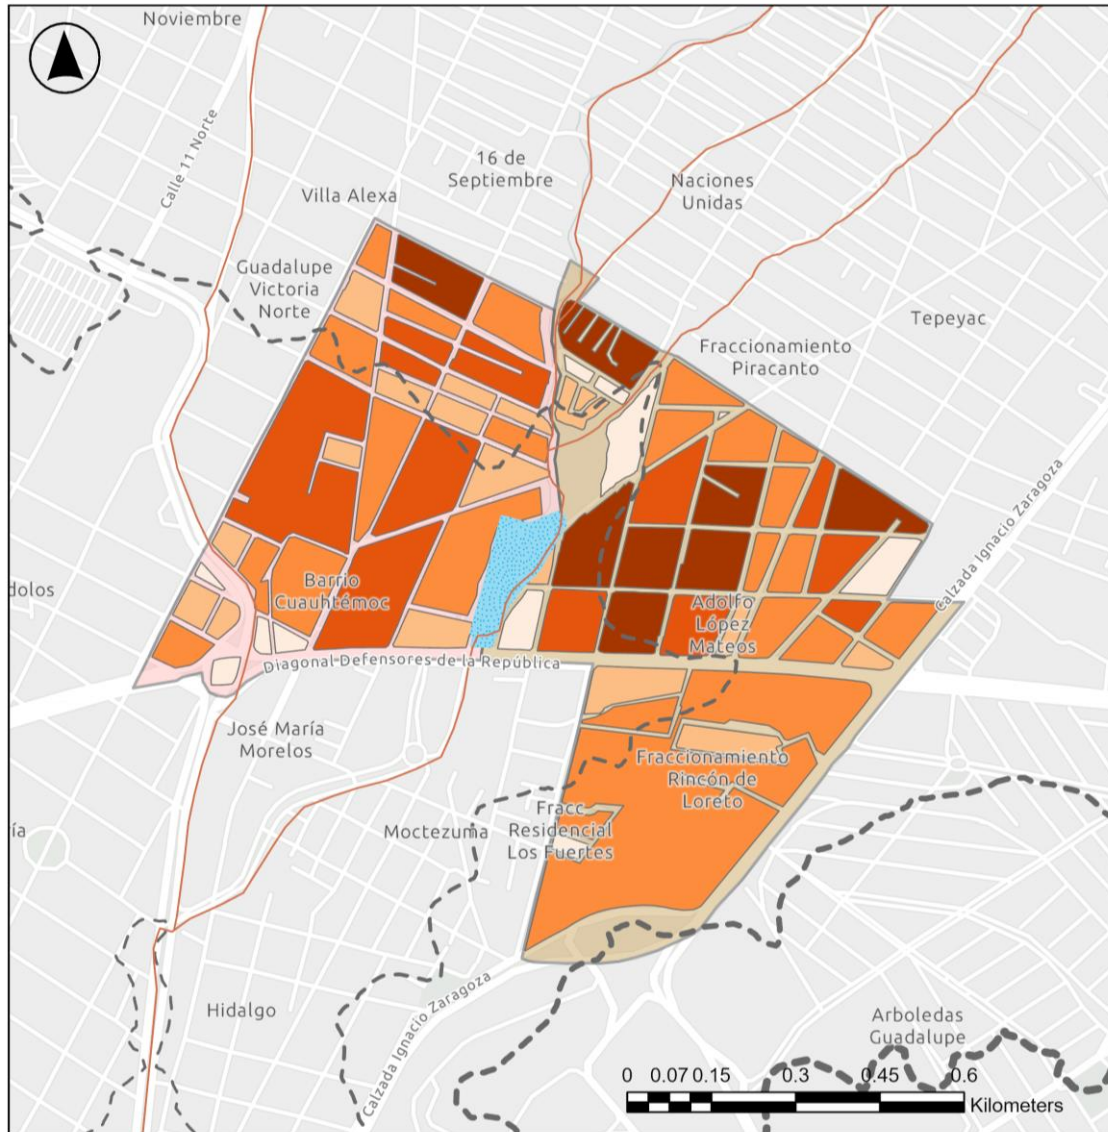 Noviembre
Calle 11 Norte
16 de
Septiembre
Naciones
Unidas
Villa Alexa
Guadalupe
Victoria
Norte
Tepeyac
Fraccionamiento
Piracanto
Calzada Ignacio Zaragoza
dolos
Barrio
Cuauhtémoc
Adolfo
López
Mateos
Diagonal Defensores de la República
José María
Morelos
Fraccionamiento
Rincón de
Loreto
ía
Moctezuma
Fracc
Residencial
Los Fuertes
Hidalgo
Calzada Ignacio Zaragoza
Arboledas
Guadalupe
0 0.07 0.15 0.3 0.45 0.6
Kilometers